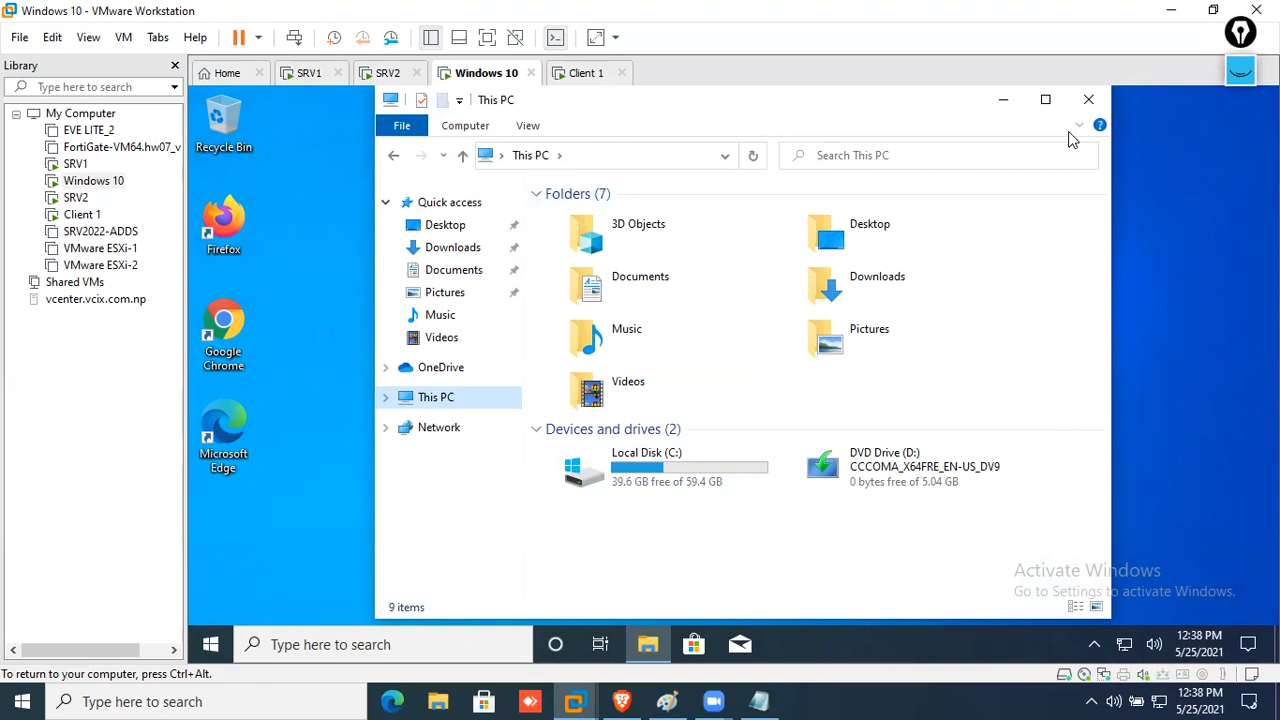 Windows 10 - VMware Workstation
File Edit View VM Tabs Help
Library
Type here to search
Home SRV1 SRV2 Windows 10 Client 1
My Computer
EVE LITE_2
FortiGate-VM64.hw07_v
SRV1
Windows 10
SRV2
Client 1
SRV2022-ADDS
VMware ESXi-1
VMware ESXi-2
Shared VMs
vcenter.vcix.com.np
Recycle Bin
Firefox
Google
Chrome
Microsoft
Edge
This PC
File Computer View
This PC
Search This PC
Quick access
Desktop
Downloads
Documents
Pictures
Music
Videos
OneDrive
This PC
Network
Folders (7)
3D Objects
Desktop
Documents
Downloads
Music
Pictures
Videos
Devices and drives (2)
Local Disk (C:)
39.6 GB free of 59.4 GB
DVD Drive (D:)
CCCOMA_X64FRE_EN-US_DV9
0 bytes free of 5.04 GB
9 items
Activate Windows
Go to Settings to activate Windows.
Type here to search
12:38 PM
5/25/2021
To return to your computer, press Ctrl+Alt.
Type here to search
12:38 PM
5/25/2021